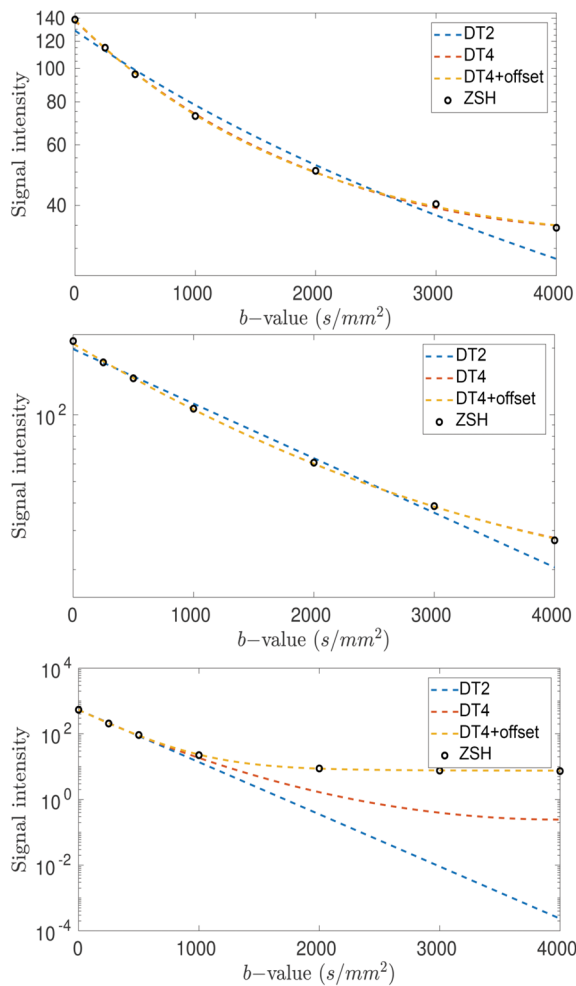 140
120
100
80
60
40
Signal intensity
DT2
DT4
DT4+offset
ZSH
0 1000 2000 3000 4000
b−value (s/mm²)
10²
Signal intensity
DT2
DT4
DT4+offset
ZSH
0 1000 2000 3000 4000
b−value (s/mm²)
10⁴
10²
10⁰
10⁻²
10⁻⁴
Signal intensity
DT2
DT4
DT4+offset
ZSH
0 1000 2000 3000 4000
b−value (s/mm²)